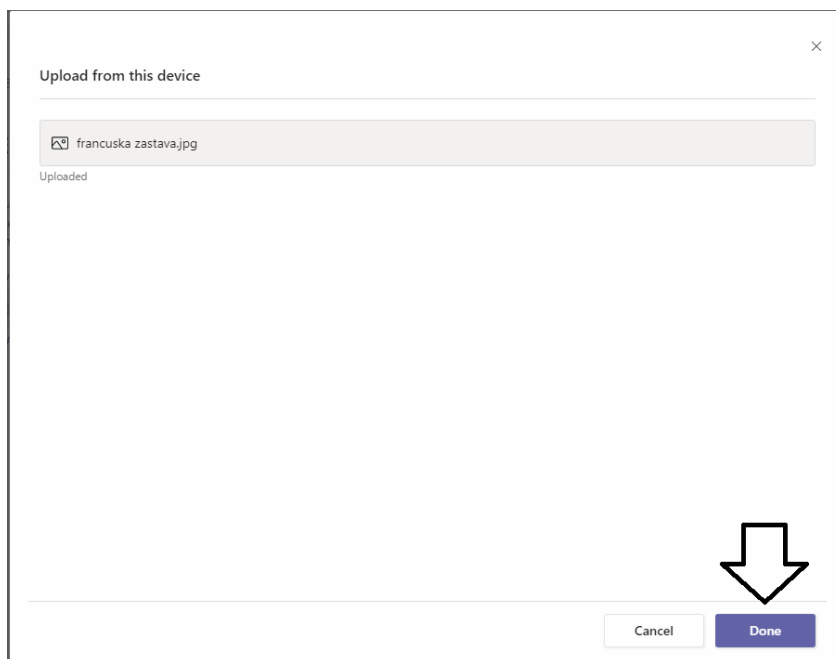 Upload from this device
francuska zastava.jpg
Uploaded
Cancel
Done